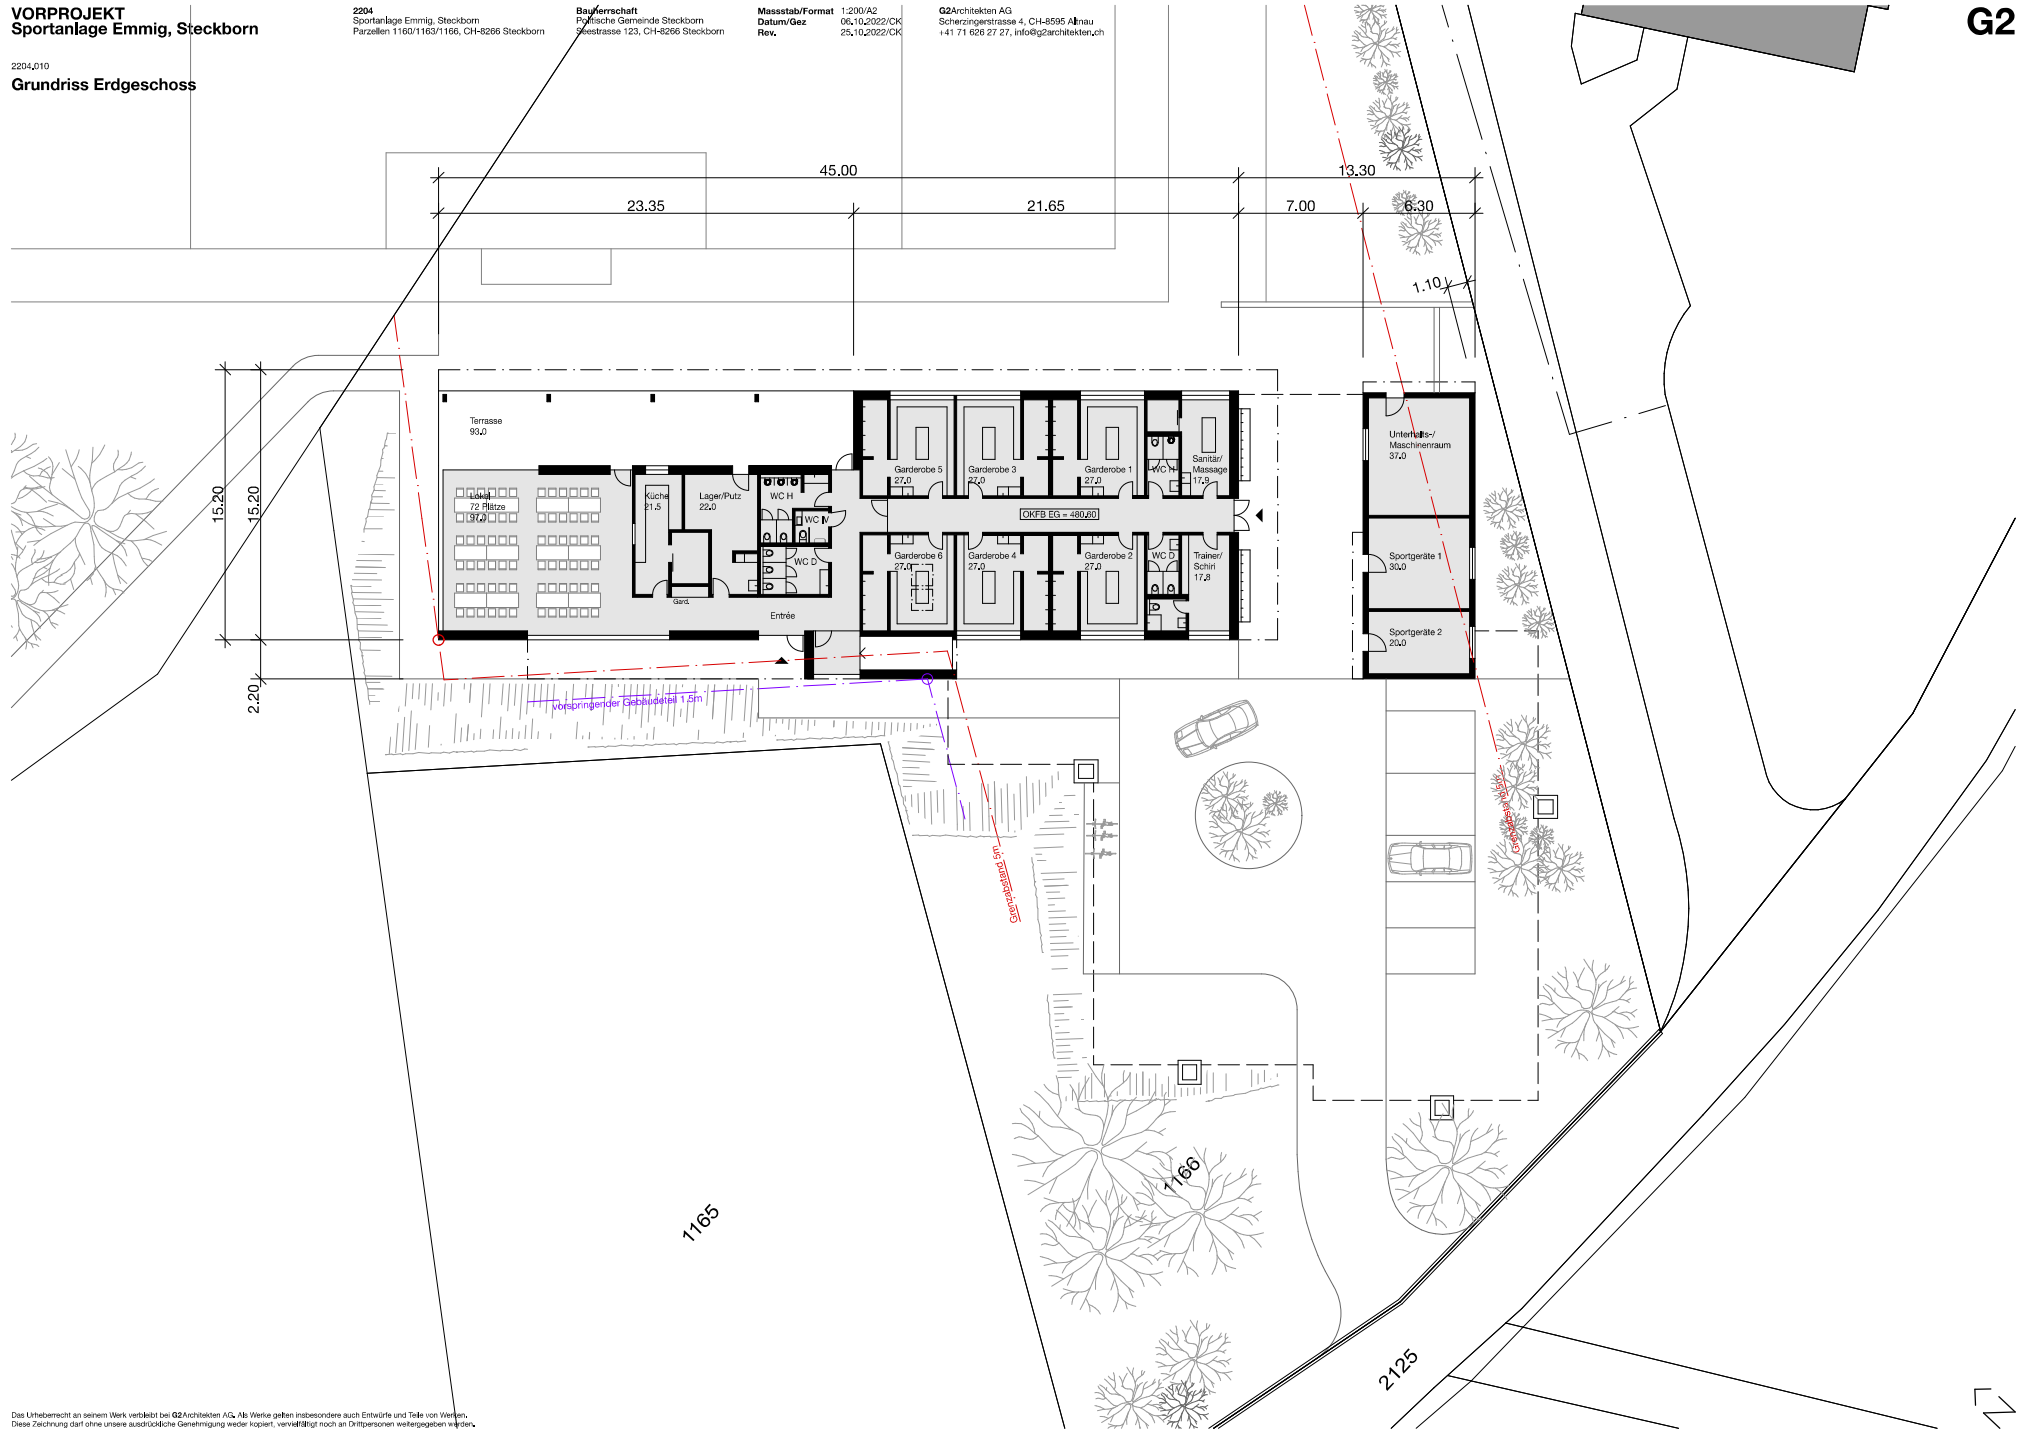 VORPROJEKT
Sportanlage Emmig, Steckborn
2204.010
Grundriss Erdgeschoss
2204
Sportanlage Emmig, Steckborn
Parzellen 1160/1163/1166, CH-8266 Steckborn
Bauherrschaft
Politische Gemeinde Steckborn
Seestrasse 123, CH-8266 Steckborn
Massstab/Format 1:200/A2
Datum/Gez 06.10.2022/CK
Rev. 25.10.2022/CK
G2Architekten AG
Scherzingerstrasse 4, CH-8595 Altnau
+41 71 626 27 27, info@g2architekten.ch
G2
45.00
13.30
23.35
21.65
7.00
6.30
1.10
15.20
15.20
2.20
Terrasse
93.0
Lokal
72 Plätze
97.0
Küche
21.5
Lager/Putz
22.0
WC H
WC IV
WC D
Gard.
Entrée
Garderobe 5
27.0
Garderobe 3
27.0
Garderobe 1
27.0
WC H
Sanitär/
Massage
17.9
OKFB EG = 480.60
Garderobe 6
27.0
Garderobe 4
27.0
Garderobe 2
27.0
WC D
Trainer/
Schiri
17.8
Unterhalts-/
Maschinenraum
37.0
Sportgeräte 1
30.0
Sportgeräte 2
20.0
vorspringender Gebäudeteil 1.5m
Grenzabstand 5m
Grenzabstand 5m
1165
1166
2125
N
Das Urheberrecht an seinem Werk verbleibt bei G2Architekten AG. Als Werke gelten insbesondere auch Entwürfe und Teile von Werken.
Diese Zeichnung darf ohne unsere ausdrückliche Genehmigung weder kopiert, vervielfältigt noch an Drittpersonen weitergegeben werden.